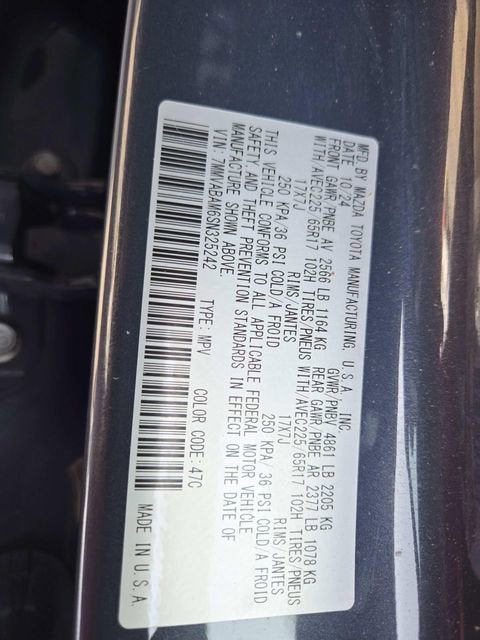 MFD BY MAZDA TOYOTA MANUFACTURING, U.S.A., INC.
DATE 10/24 GVWR/PNBV 4861 LB 2205 KG
FRONT GAWR/PNBE AV 2566 LB 1164 KG REAR GAWR/PNBE AR 2377 LB 1078 KG
WITH/AVEC225/65R17 102H TIRES/PNEUS WITH/AVEC225/65R17 102H TIRES/PNEUS
17X7J RIMS/JANTES 17X7J RIMS/JANTES
250 KPA/36 PSI COLD/A FROID 250 KPA/36 PSI COLD/A FROID
THIS VEHICLE CONFORMS TO ALL APPLICABLE FEDERAL MOTOR VEHICLE
SAFETY, AND THEFT PREVENTION STANDARDS IN EFFECT ON THE DATE OF
MANUFACTURE SHOWN ABOVE.
VIN:7MMVABAM6SN325242 TYPE:MPV COLOR CODE:47C
MADE IN U.S.A.